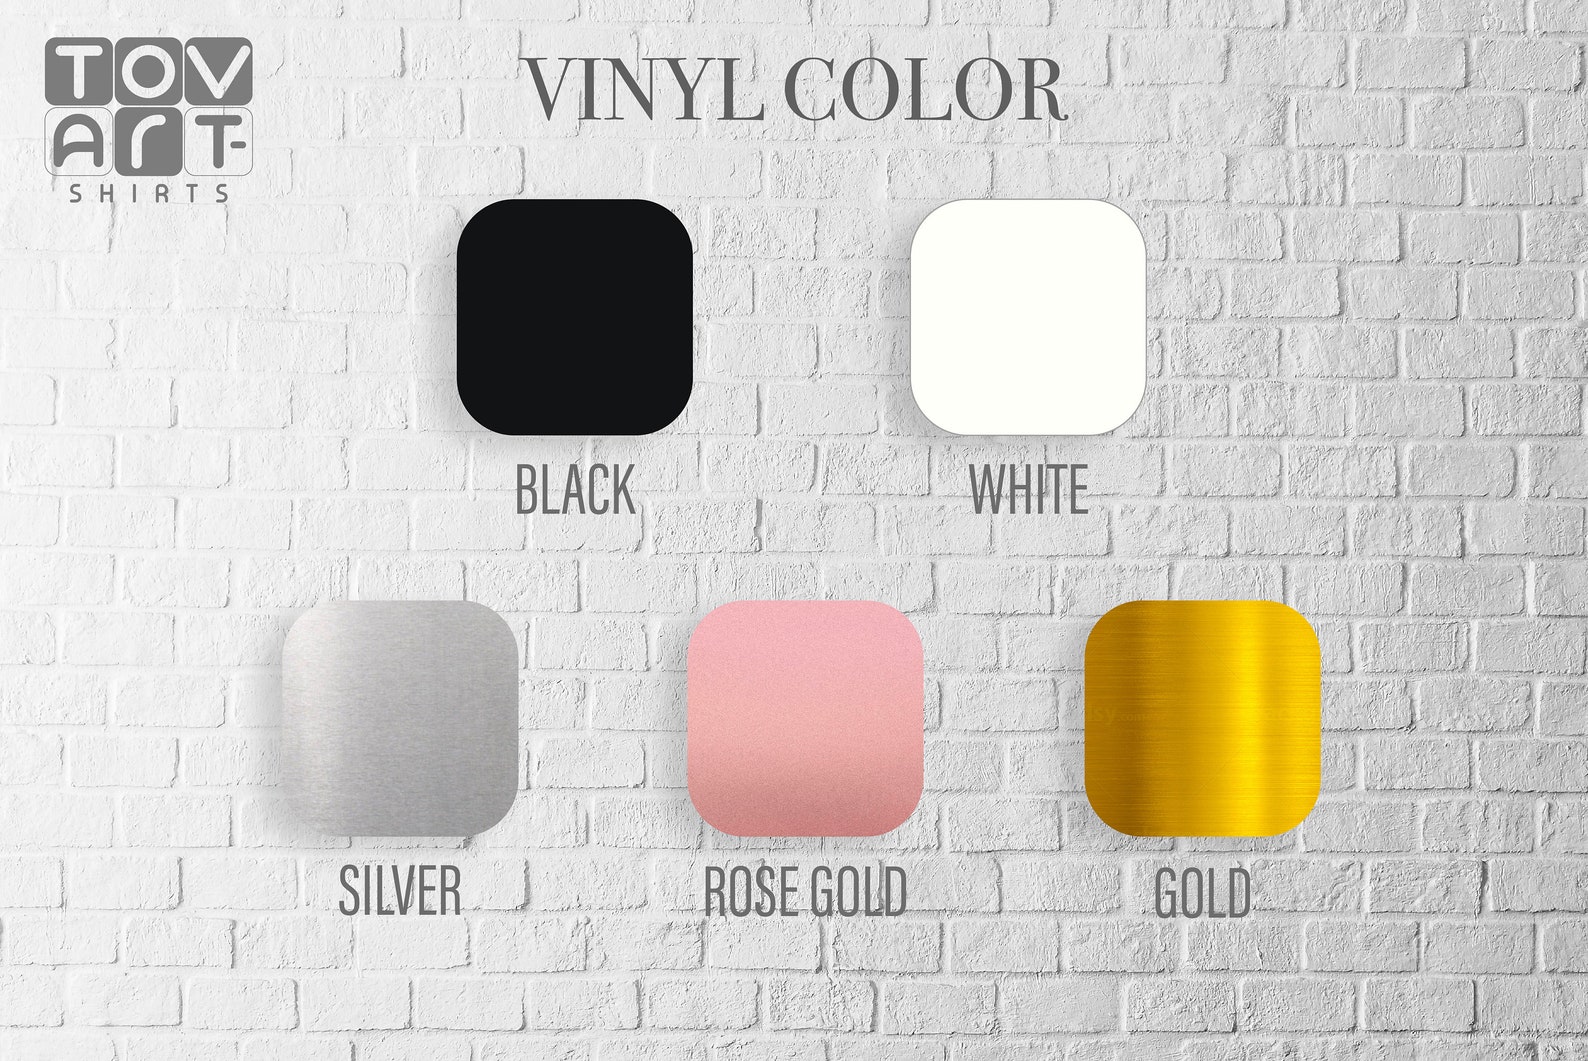 TOV
ART-
SHIRTS
VINYL COLOR
BLACK
WHITE
SILVER
ROSE GOLD
GOLD